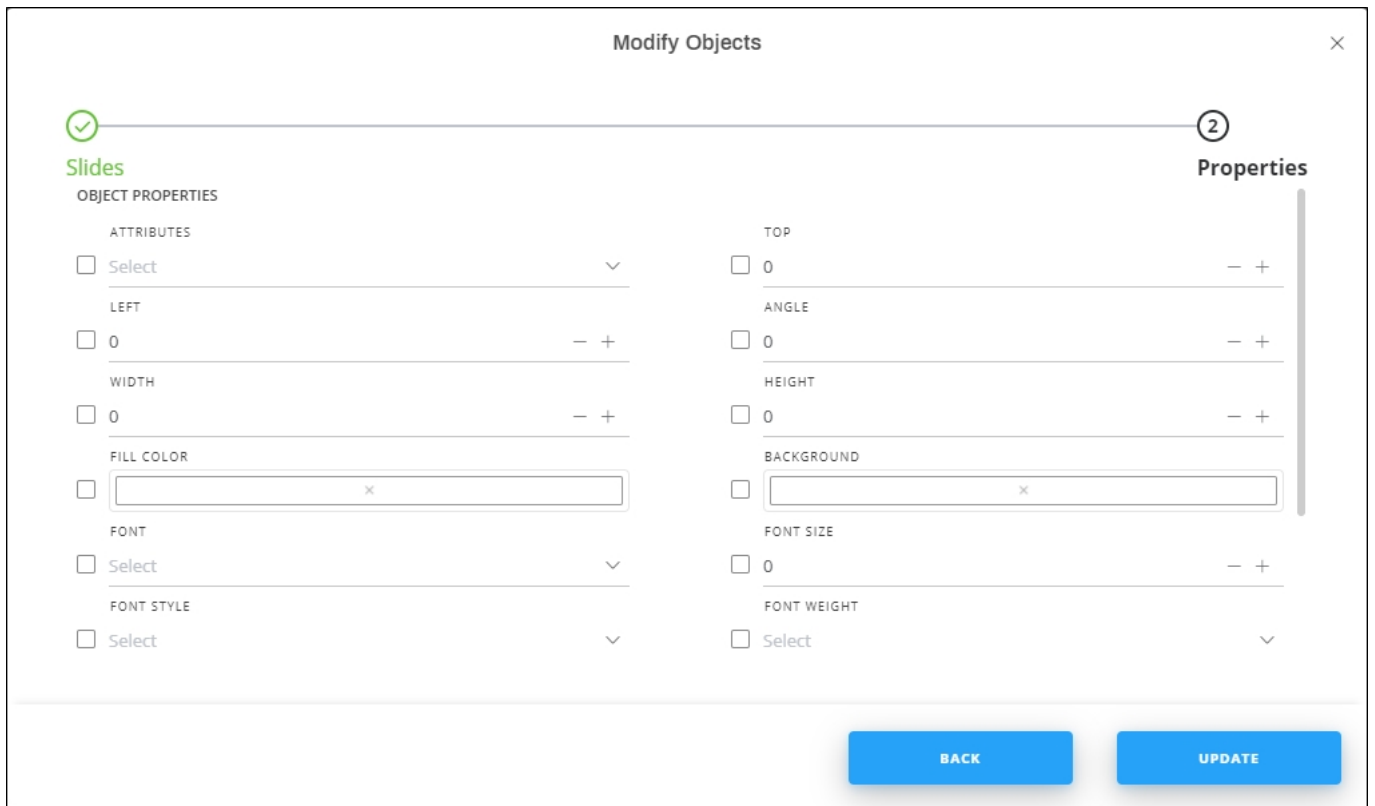 Modify Objects
2
Slides
Properties
OBJECT PROPERTIES
ATTRIBUTES
TOP
Select
0
LEFT
ANGLE
0
0
WIDTH
HEIGHT
0
0
FILL COLOR
BACKGROUND
FONT
FONT SIZE
Select
0
FONT STYLE
FONT WEIGHT
Select
Select
BACK
UPDATE